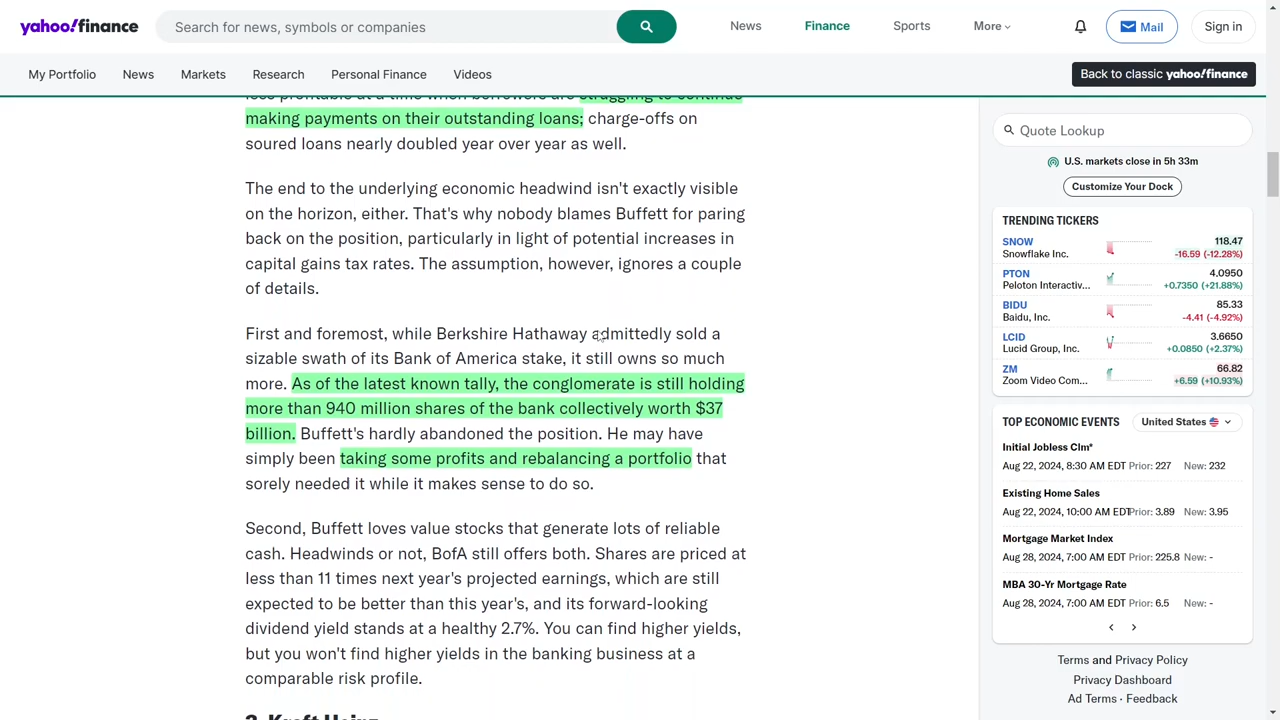 yahoo!finance
Search for news, symbols or companies
News
Finance
Sports
More
Mail
Sign in
My Portfolio
News
Markets
Research
Personal Finance
Videos
Back to classic yahoo!finance
less profitable at a time when borrowers are struggling to continue
making payments on their outstanding loans; charge-offs on
soured loans nearly doubled year over year as well.
The end to the underlying economic headwind isn't exactly visible
on the horizon, either. That's why nobody blames Buffett for paring
back on the position, particularly in light of potential increases in
capital gains tax rates. The assumption, however, ignores a couple
of details.
First and foremost, while Berkshire Hathaway admittedly sold a
sizable swath of its Bank of America stake, it still owns so much
more. As of the latest known tally, the conglomerate is still holding
more than 940 million shares of the bank collectively worth $37
billion. Buffett's hardly abandoned the position. He may have
simply been taking some profits and rebalancing a portfolio that
sorely needed it while it makes sense to do so.
Second, Buffett loves value stocks that generate lots of reliable
cash. Headwinds or not, BofA still offers both. Shares are priced at
less than 11 times next year's projected earnings, which are still
expected to be better than this year's, and its forward-looking
dividend yield stands at a healthy 2.7%. You can find higher yields,
but you won't find higher yields in the banking business at a
comparable risk profile.
Kraft Heinz
Quote Lookup
U.S. markets close in 5h 33m
Customize Your Dock
TRENDING TICKERS
SNOW 118.47
Snowflake Inc. -16.59 (-12.28%)
PTON 4.0950
Peloton Interactiv... +0.7350 (+21.88%)
BIDU 85.33
Baidu, Inc. -4.41 (-4.92%)
LCID 3.6650
Lucid Group, Inc. +0.0850 (+2.37%)
ZM 66.82
Zoom Video Com... +6.59 (+10.93%)
TOP ECONOMIC EVENTS United States
Initial Jobless Clm*
Aug 22, 2024, 8:30 AM EDT Prior: 227 New: 232
Existing Home Sales
Aug 22, 2024, 10:00 AM EDT Prior: 3.89 New: 3.95
Mortgage Market Index
Aug 28, 2024, 7:00 AM EDT Prior: 225.8 New: -
MBA 30-Yr Mortgage Rate
Aug 28, 2024, 7:00 AM EDT Prior: 6.5 New: -
Terms and Privacy Policy
Privacy Dashboard
Ad Terms · Feedback